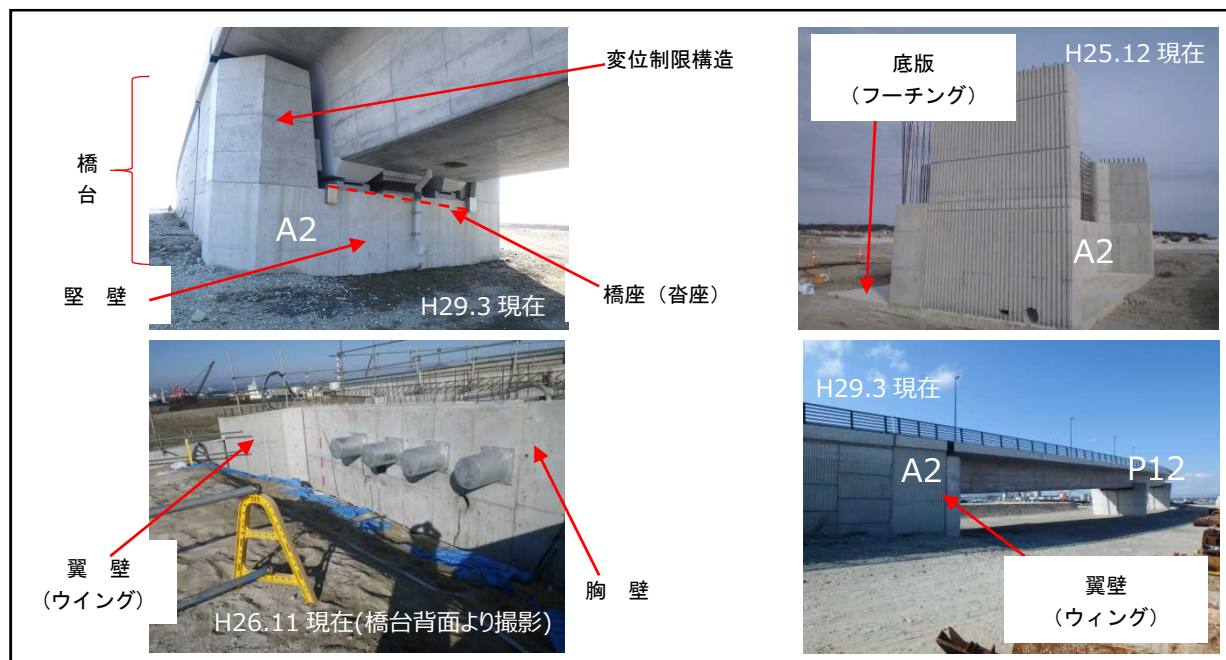 変位制限構造
橋
台
A2
竪 壁
橋座（沓座）
H29.3 現在
H25.12 現在
底版
（フーチング）
A2
翼 壁
（ウイング）
胸 壁
H26.11 現在(橋台背面より撮影)
H29.3 現在
A2
P12
翼壁
（ウィング）